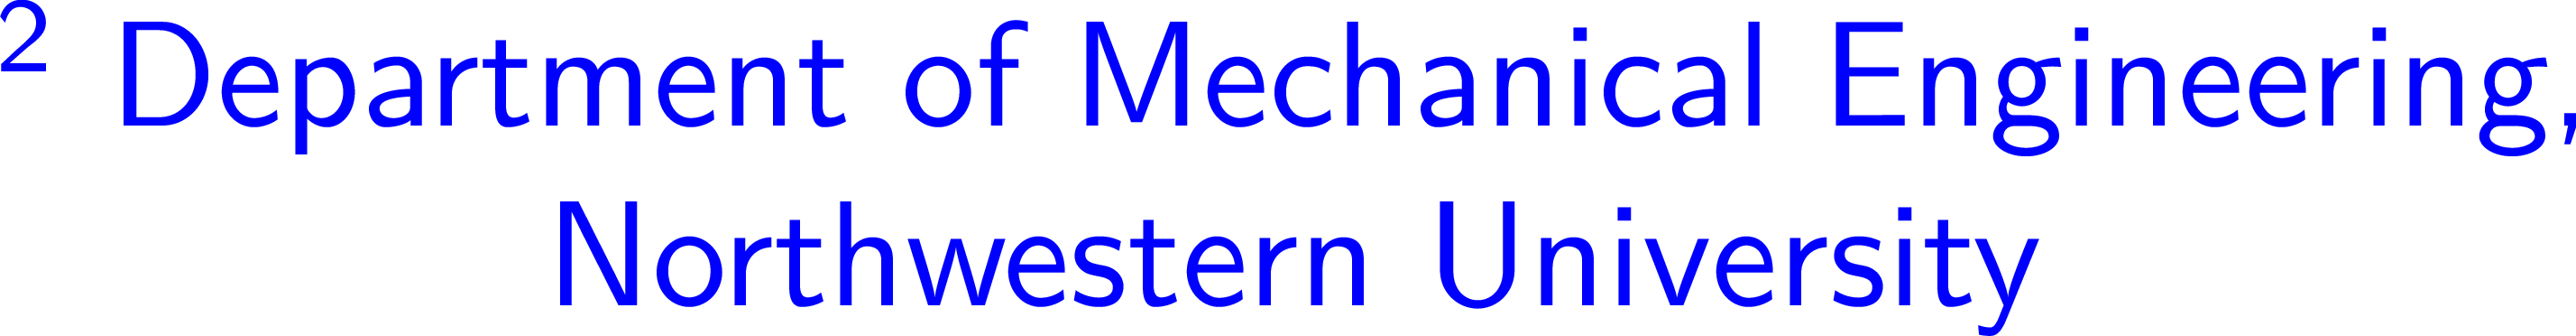 ² Department of Mechanical Engineering,
Northwestern University